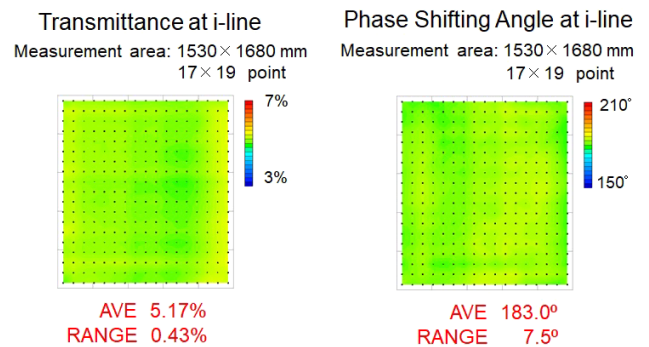 Transmittance at i-line
Measurement area: 1530×1680 mm
17×19 point
7%
3%
AVE 5.17%
RANGE 0.43%
Phase Shifting Angle at i-line
Measurement area: 1530×1680 mm
17×19 point
210°
150°
AVE 183.0º
RANGE 7.5º